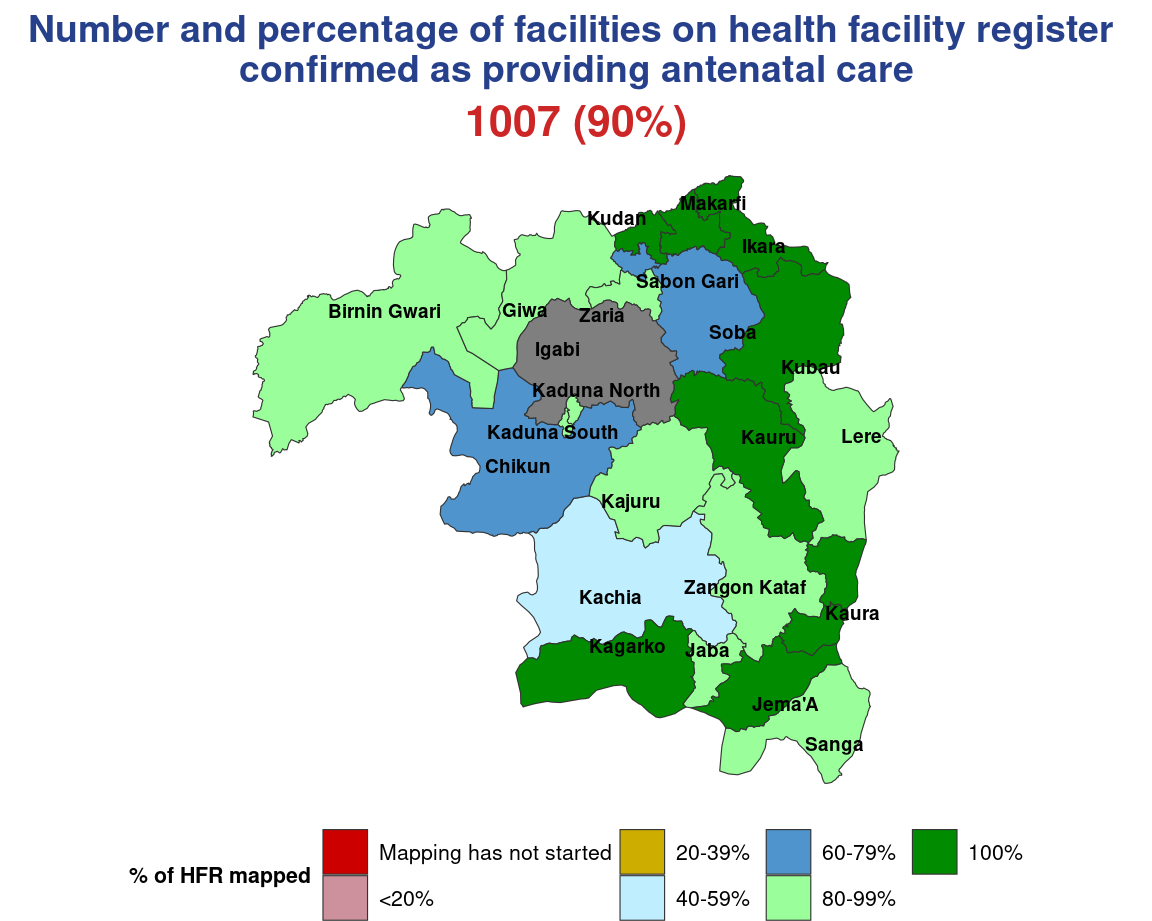 Number and percentage of facilities on health facility register
confirmed as providing antenatal care
1007 (90%)
Makarfi
Kudan
Ikara
Sabon Gari
Birnin Gwari
Giwa
Zaria
Soba
Igabi
Kubau
Kaduna North
Kaduna South
Kauru
Lere
Chikun
Kajuru
Zangon Kataf
Kachia
Kaura
Kagarko
Jaba
Jema'A
Sanga
% of HFR mapped
Mapping has not started
<20%
20-39%
40-59%
60-79%
80-99%
100%